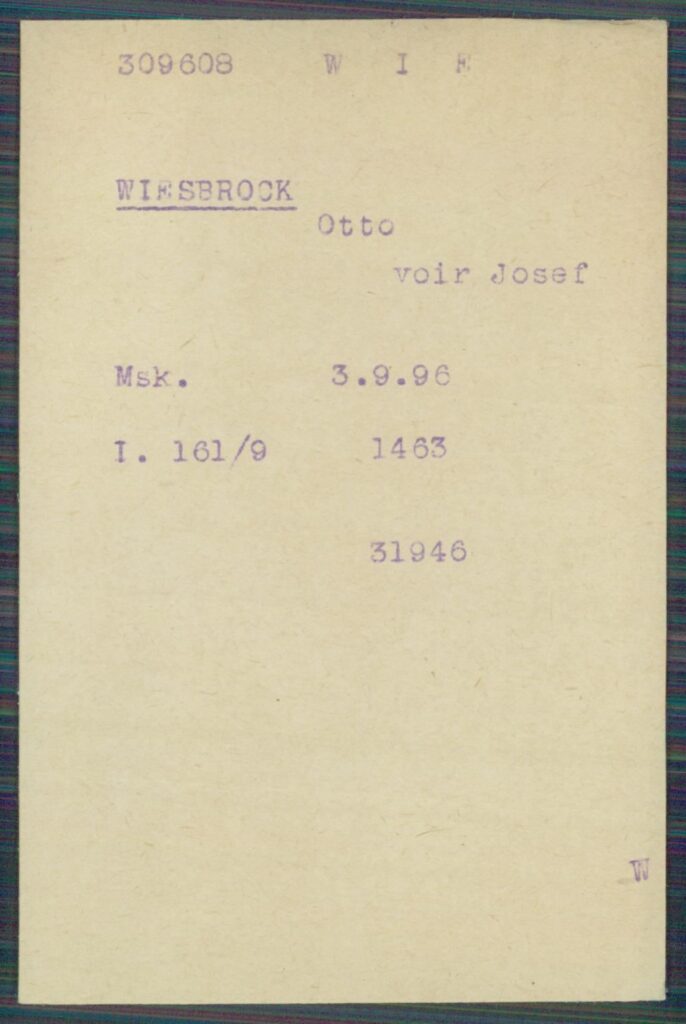 309608 W I E
WIESBROCK
Otto
voir Josef
Msk. 3.9.96
I. 161/9 1463
31946
W